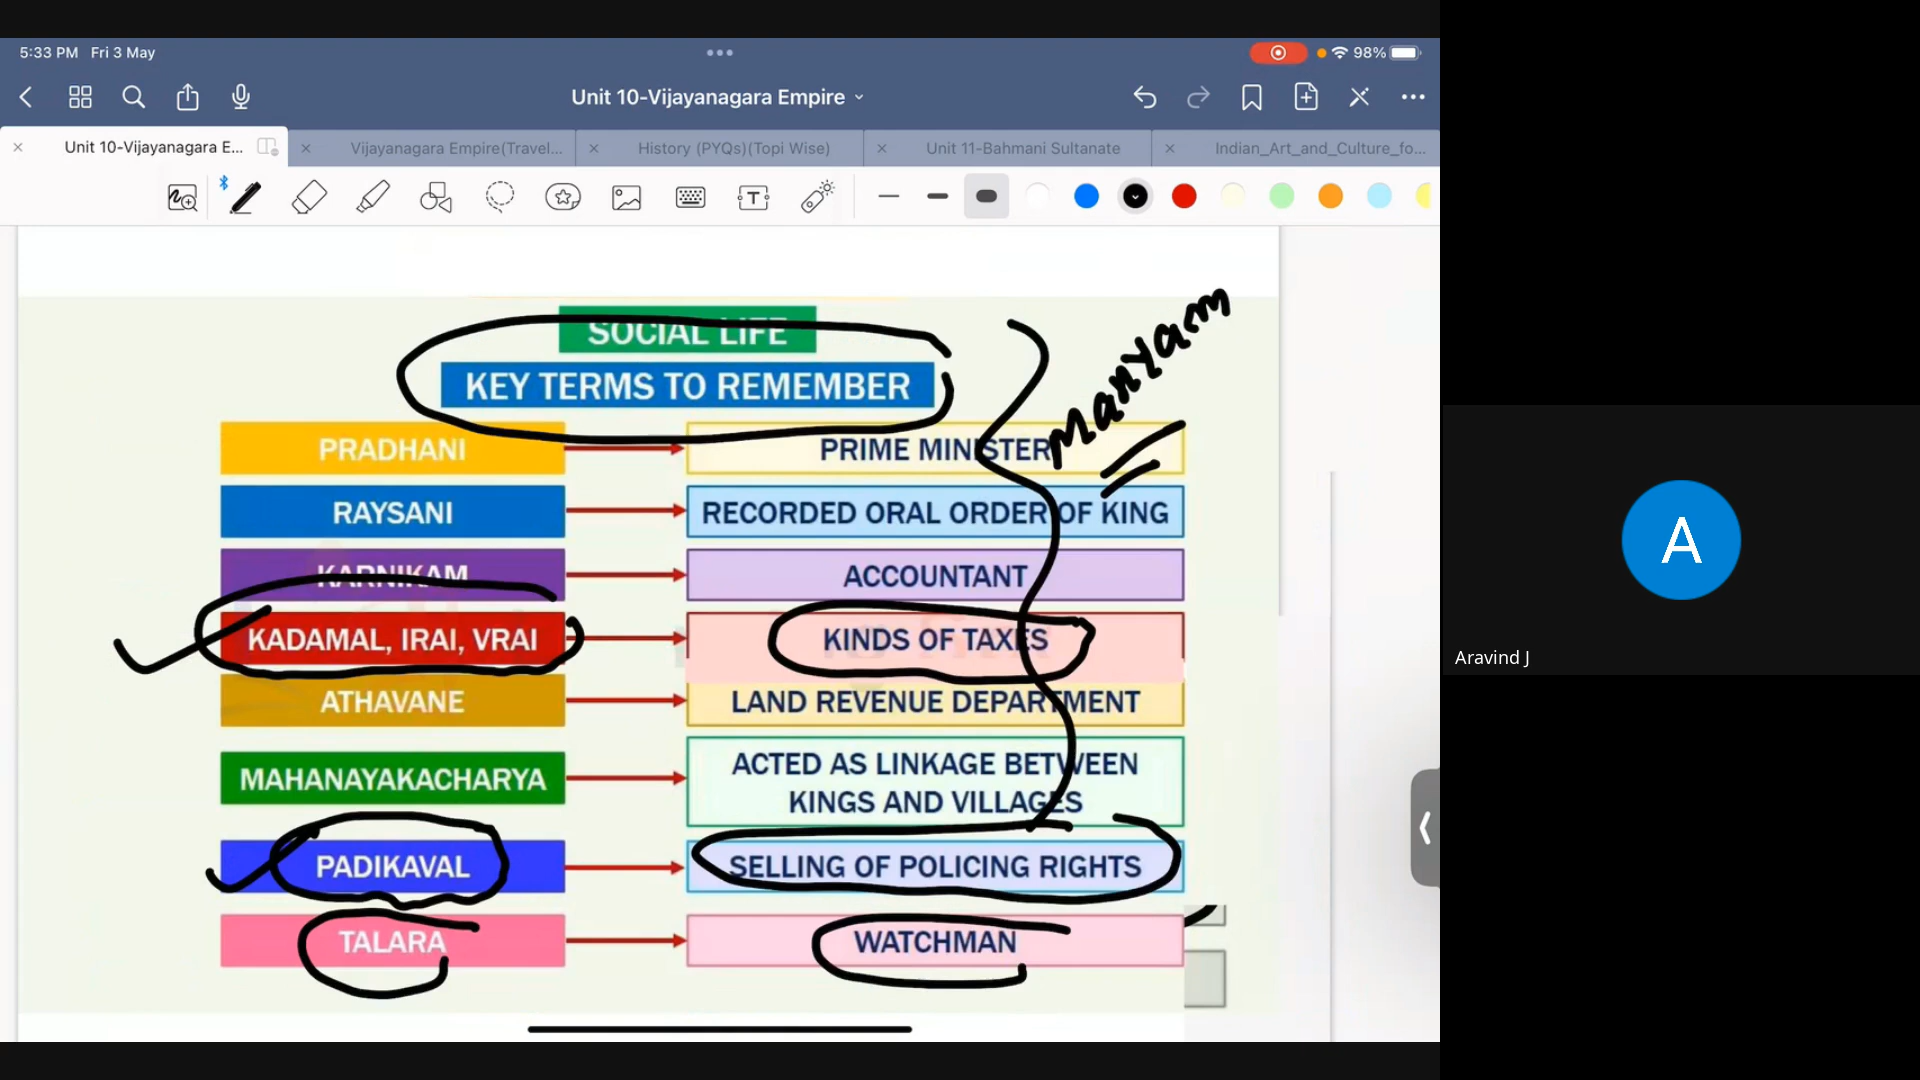 5:33 PM Fri 3 May
98%
Unit 10-Vijayanagara Empire
Unit 10-Vijayanagara E...
Vijayanagara Empire(Travel...
History (PYQs)(Topi Wise)
Unit 11-Bahmani Sultanate
Indian_Art_and_Culture_fo...
SOCIAL LIFE
KEY TERMS TO REMEMBER
Manyam
PRADHANI PRIME MINISTER
RAYSANI RECORDED ORAL ORDER OF KING
KARNIKAM ACCOUNTANT
KADAMAL, IRAI, VRAI KINDS OF TAXES
ATHAVANE LAND REVENUE DEPARTMENT
MAHANAYAKACHARYA ACTED AS LINKAGE BETWEEN
KINGS AND VILLAGES
PADIKAVAL SELLING OF POLICING RIGHTS
TALARA WATCHMAN
A
Aravind J